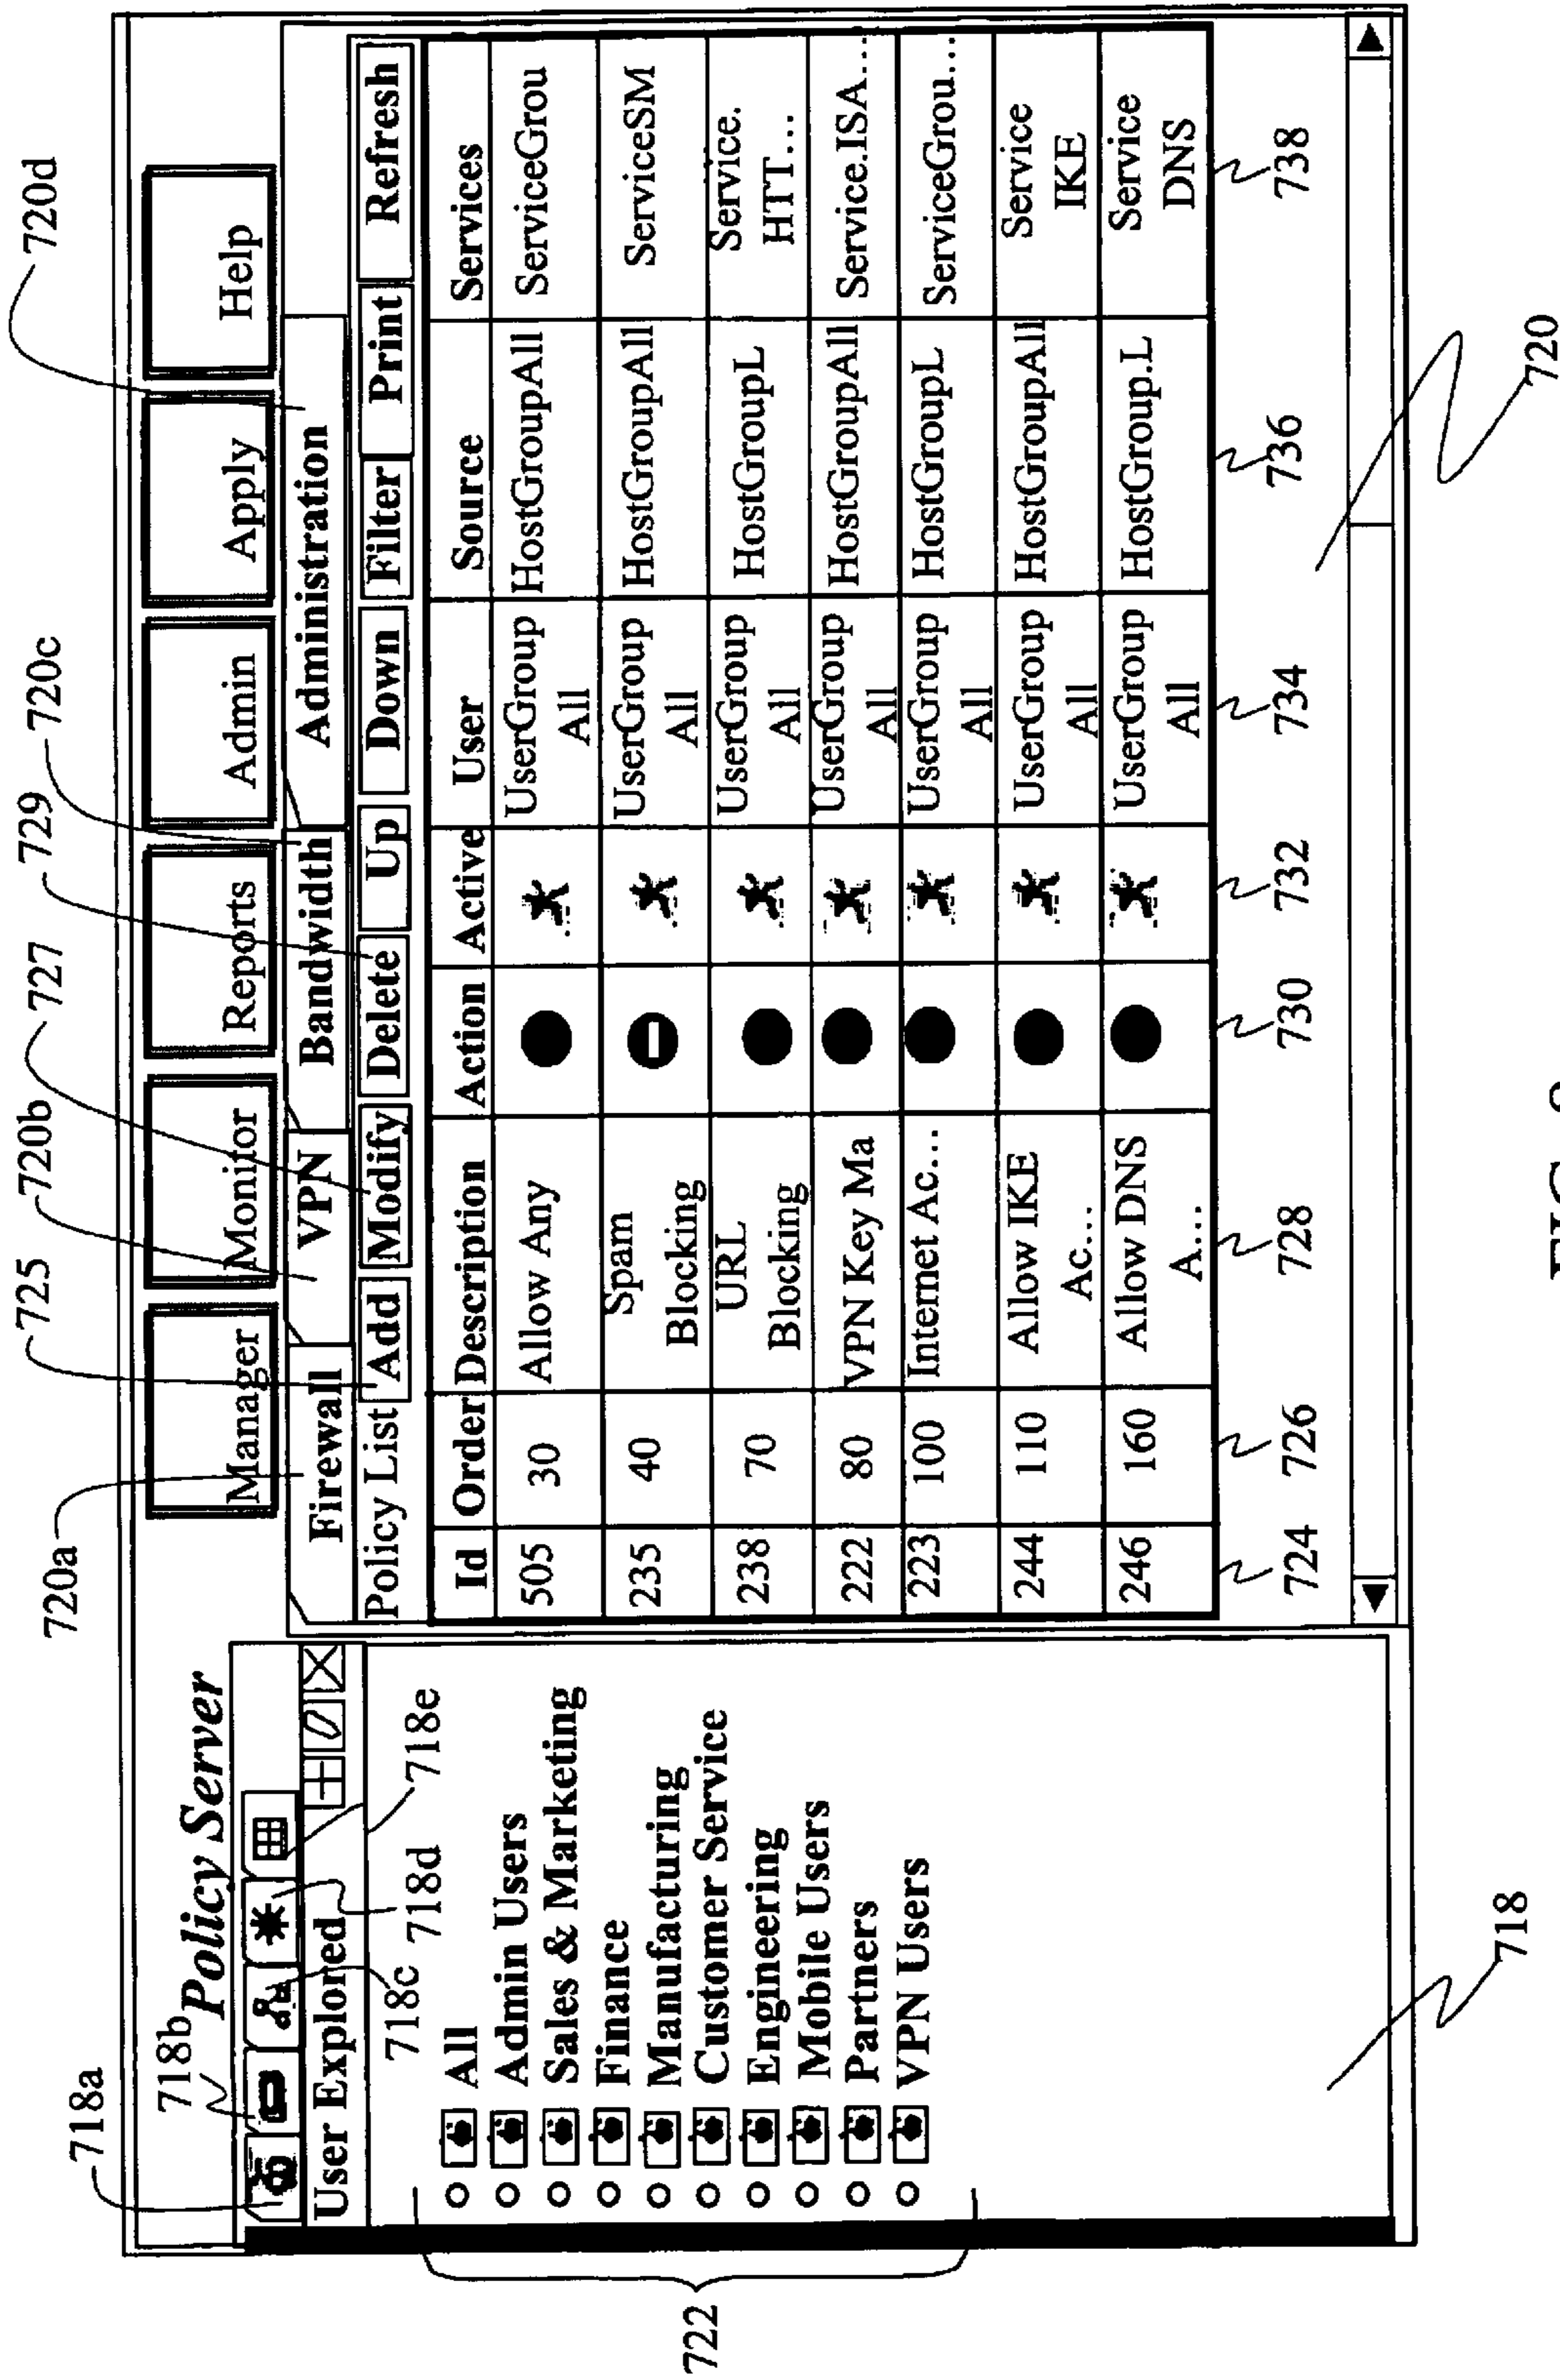 720a
725
720b
727
729
720c
720d
718a
718b
Policy Server
Manager
Monitor
Reports
Admin
Apply
Help
Firewall
VPN
Bandwidth
Administration
User Explored
Policy List
Add
Modify
Delete
Up
Down
Filter
Print
Refresh
718c
718d
718e
All
Admin Users
Sales & Marketing
Finance
Manufacturing
Customer Service
Engineering
Mobile Users
Partners
VPN Users
722
Id Order Description Action Active User Source Services
505 30 Allow Any UserGroup HostGroupAll ServiceGrou
All
235 40 Spam UserGroup HostGroupAll ServiceSM
Blocking All
238 70 URL UserGroup HostGroupL Service.
Blocking All HTT...
222 80 VPN Key Ma UserGroup HostGroupAll Service.ISA...
All
223 100 Internet Ac... UserGroup HostGroupL ServiceGrou...
All
244 110 Allow IKE UserGroup HostGroupAll Service
Ac... All IKE
246 160 Allow DNS UserGroup HostGroup.L Service
A... All DNS
724
726
728
730
732
734
736
738
718
720